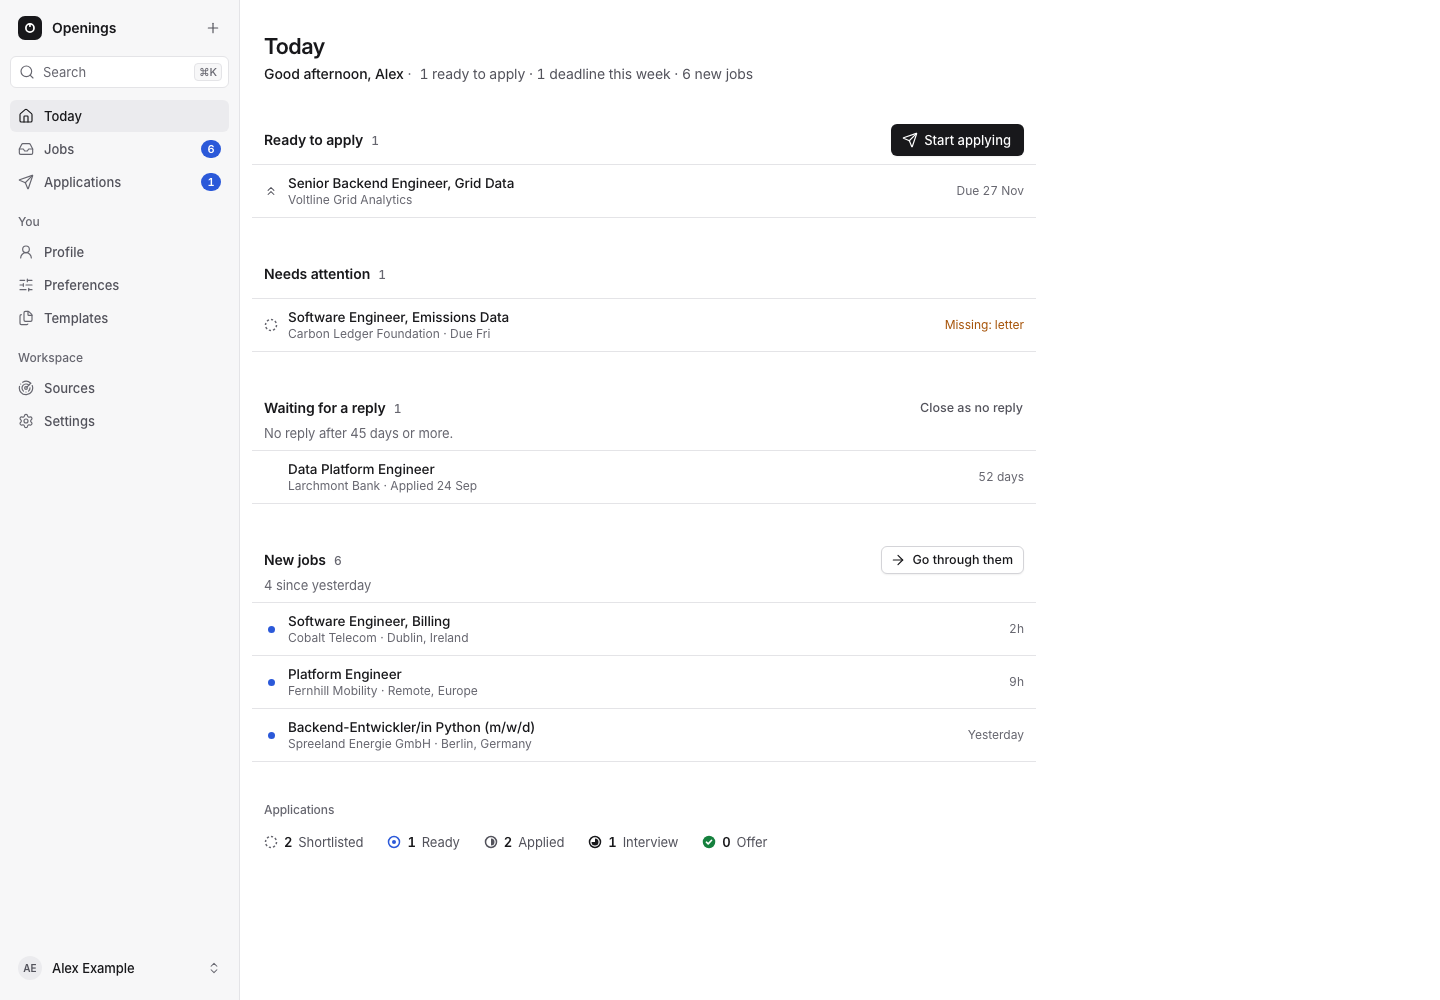 Openings
Search ⌘K
Today
Jobs 6
Applications 1
You
Profile
Preferences
Templates
Workspace
Sources
Settings
AE Alex Example
Today
Good afternoon, Alex · 1 ready to apply · 1 deadline this week · 6 new jobs
Ready to apply 1
Start applying
Senior Backend Engineer, Grid Data
Voltline Grid Analytics
Due 27 Nov
Needs attention 1
Software Engineer, Emissions Data
Carbon Ledger Foundation · Due Fri
Missing: letter
Waiting for a reply 1
Close as no reply
No reply after 45 days or more.
Data Platform Engineer
Larchmont Bank · Applied 24 Sep
52 days
New jobs 6
Go through them
4 since yesterday
Software Engineer, Billing
Cobalt Telecom · Dublin, Ireland
2h
Platform Engineer
Fernhill Mobility · Remote, Europe
9h
Backend-Entwickler/in Python (m/w/d)
Spreeland Energie GmbH · Berlin, Germany
Yesterday
Applications
2 Shortlisted 1 Ready 2 Applied 1 Interview 0 Offer